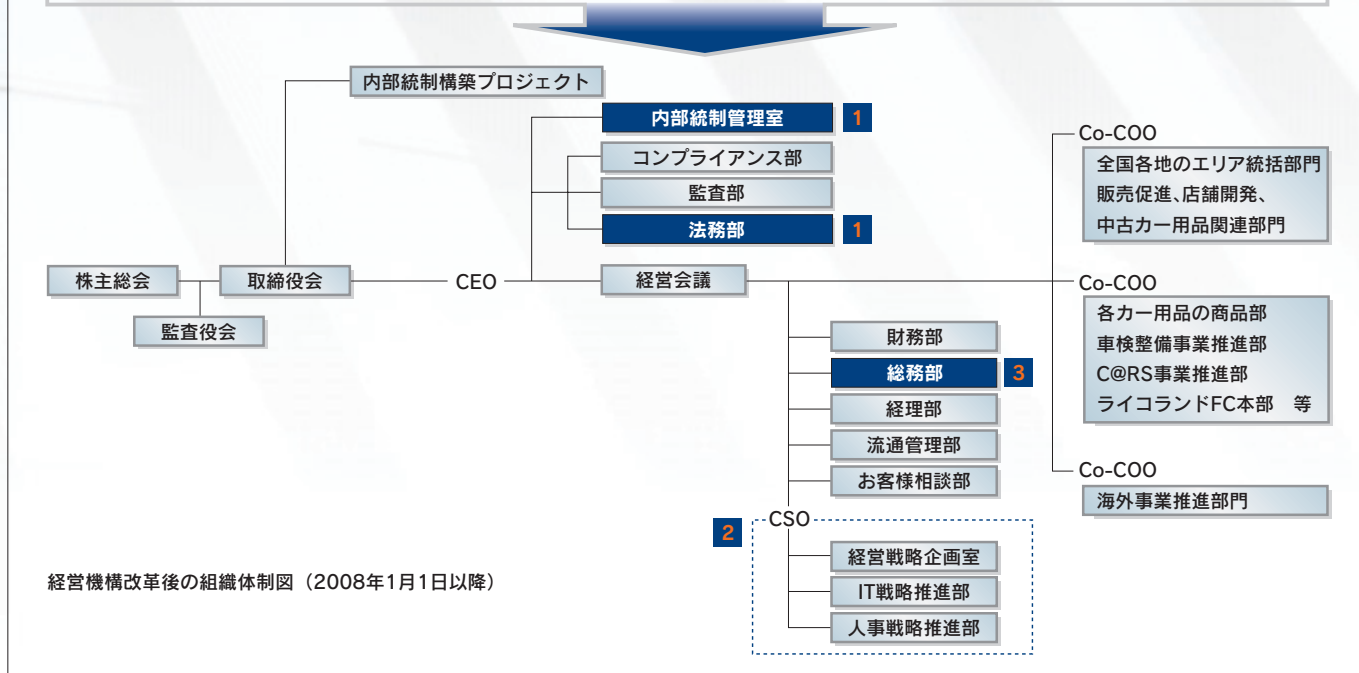 内部統制構築プロジェクト
内部統制管理室 1
コンプライアンス部
監査部
法務部 1
株主総会
取締役会
CEO
経営会議
監査役会
財務部
総務部 3
経理部
流通管理部
お客様相談部
2
CSO
経営戦略企画室
IT戦略推進部
人事戦略推進部
Co-COO
全国各地のエリア統括部門
販売促進、店舗開発、
中古カー用品関連部門
Co-COO
各カー用品の商品部
車検整備事業推進部
C@RS事業推進部
ライコランドFC本部　等
Co-COO
海外事業推進部門
経営機構改革後の組織体制図（2008年1月1日以降）